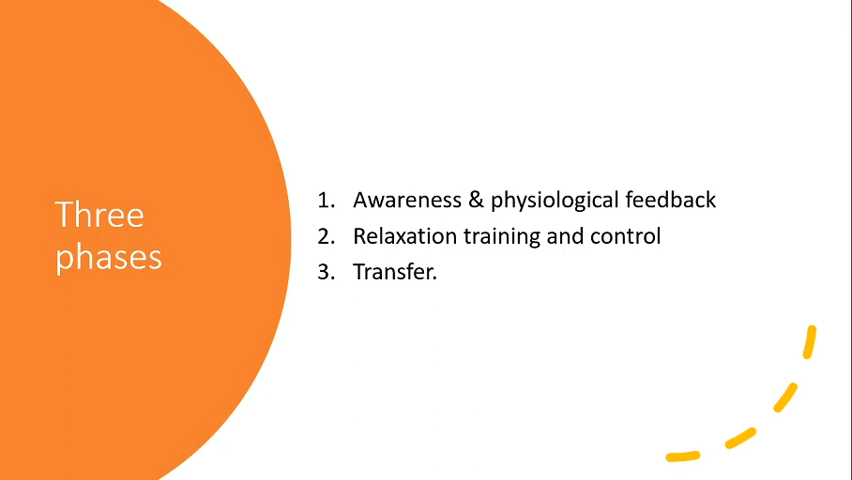 Three
phases
1. Awareness & physiological feedback
2. Relaxation training and control
3. Transfer.